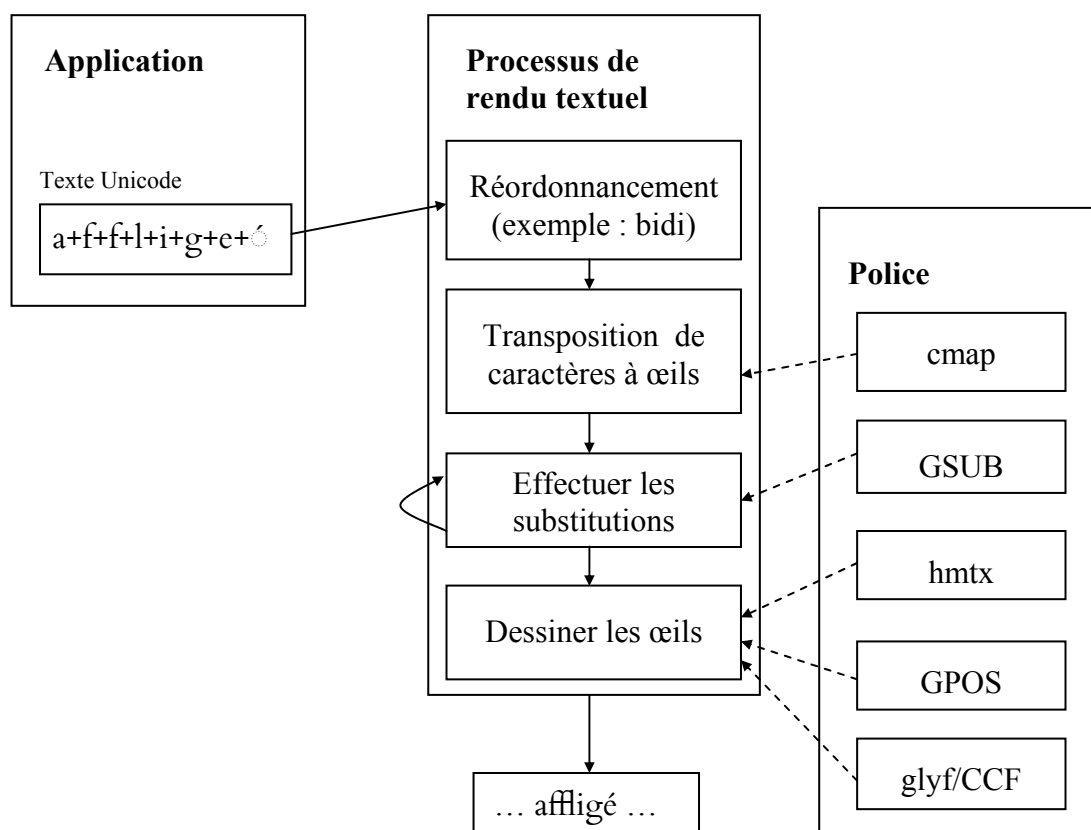 Application
Texte Unicode
a+f+f+l+i+g+e+◌́
Processus de
rendu textuel
Réordonnancement
(exemple : bidi)
Transposition de
caractères à œils
Effectuer les
substitutions
Dessiner les œils
… affligé …
Police
cmap
GSUB
hmtx
GPOS
glyf/CCF